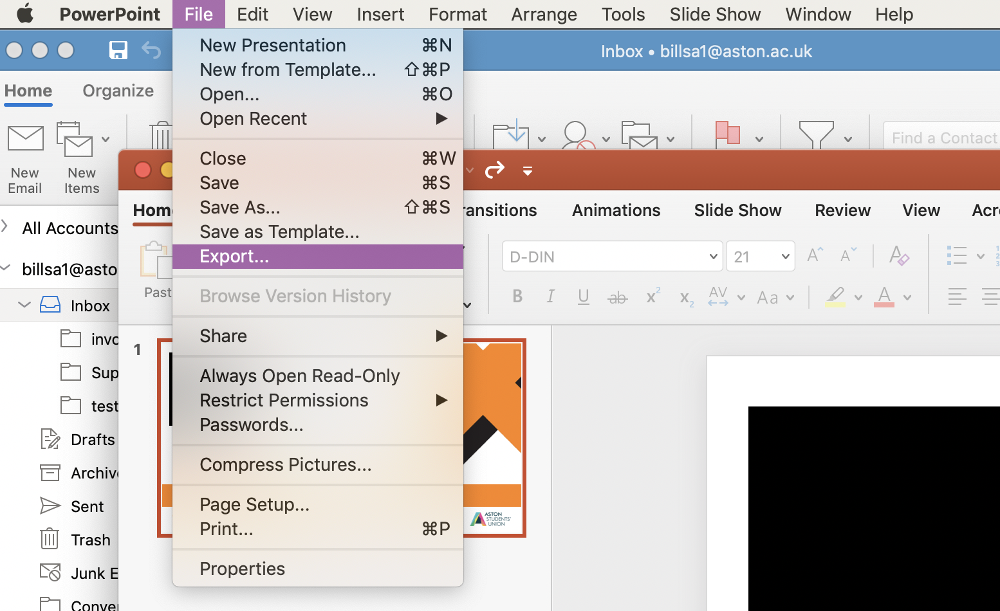 PowerPoint File Edit View Insert Format Arrange Tools Slide Show Window Help
Inbox • billsa1@aston.ac.uk
Home Organize
New Email
New Items
Find a Contact
All Accounts
billsa1@asto
Inbox
invo
Sup
test
Drafts
Archiv
Sent
Trash
Junk E
Conver
New Presentation ⌘N
New from Template... ⇧⌘P
Open... ⌘O
Open Recent
Close ⌘W
Save ⌘S
Save As... ⇧⌘S
Save as Template...
Export...
Browse Version History
Share
Always Open Read-Only
Restrict Permissions
Passwords...
Compress Pictures...
Page Setup...
Print... ⌘P
Properties
Hom ransitions Animations Slide Show Review View Acr
Past
D-DIN 21
B I U ab x² x₂ AV Aa A
1
ASTON
STUDENTS'
UNION